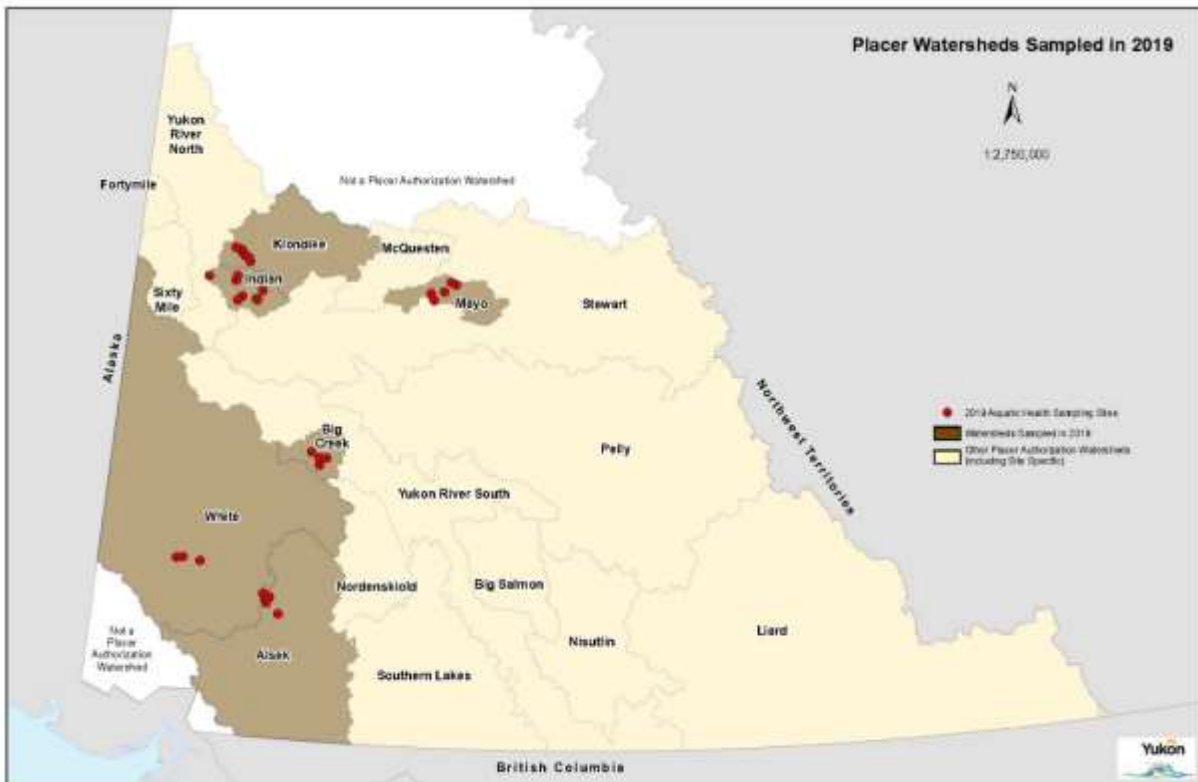 Placer Watersheds Sampled in 2019
N
1:2,750,000
Yukon
River
North
Fortymile
Not a Placer Authorization Watershed
Klondike
McQuesten
Indian
Sixty
Mile
Mayo
Stewart
Alaska
Northwest Territories
2019 Aquatic Health Sampling Sites
Watersheds Sampled in 2019
Other Placer Authorization Watersheds
(including Site Specific)
Big
Creek
Pelly
Yukon River South
White
Nordenskiold
Big Salmon
Not a
Placer
Authorization
Watershed
Alsek
Nisutlin
Liard
Southern Lakes
British Columbia
Yukon